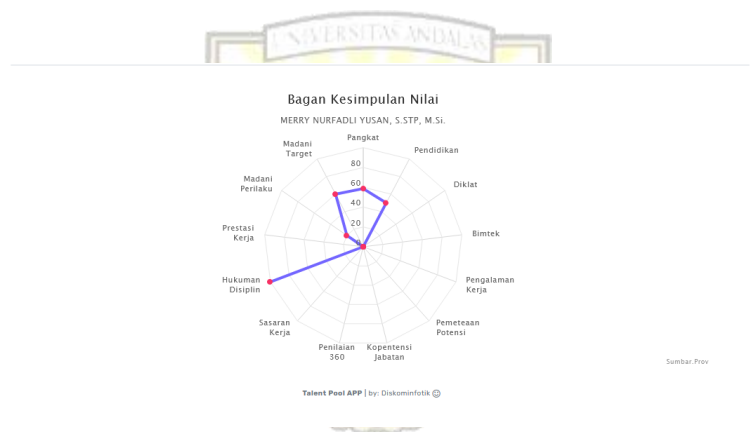 UNIVERSITAS ANDALAS
Bagan Kesimpulan Nilai
MERRY NURFADLI YUSAN, S.STP, M.Si.
Pangkat
Pendidikan
Diklat
Bimtek
Pengalaman
Kerja
Pemeteaan
Potensi
Kopentensi
Jabatan
Penilaian
360
Sasaran
Kerja
Hukuman
Disiplin
Prestasi
Kerja
Madani
Perilaku
Madani
Target
80
60
40
20
0
Sumbar.Prov
Talent Pool APP | by: Diskominfotik